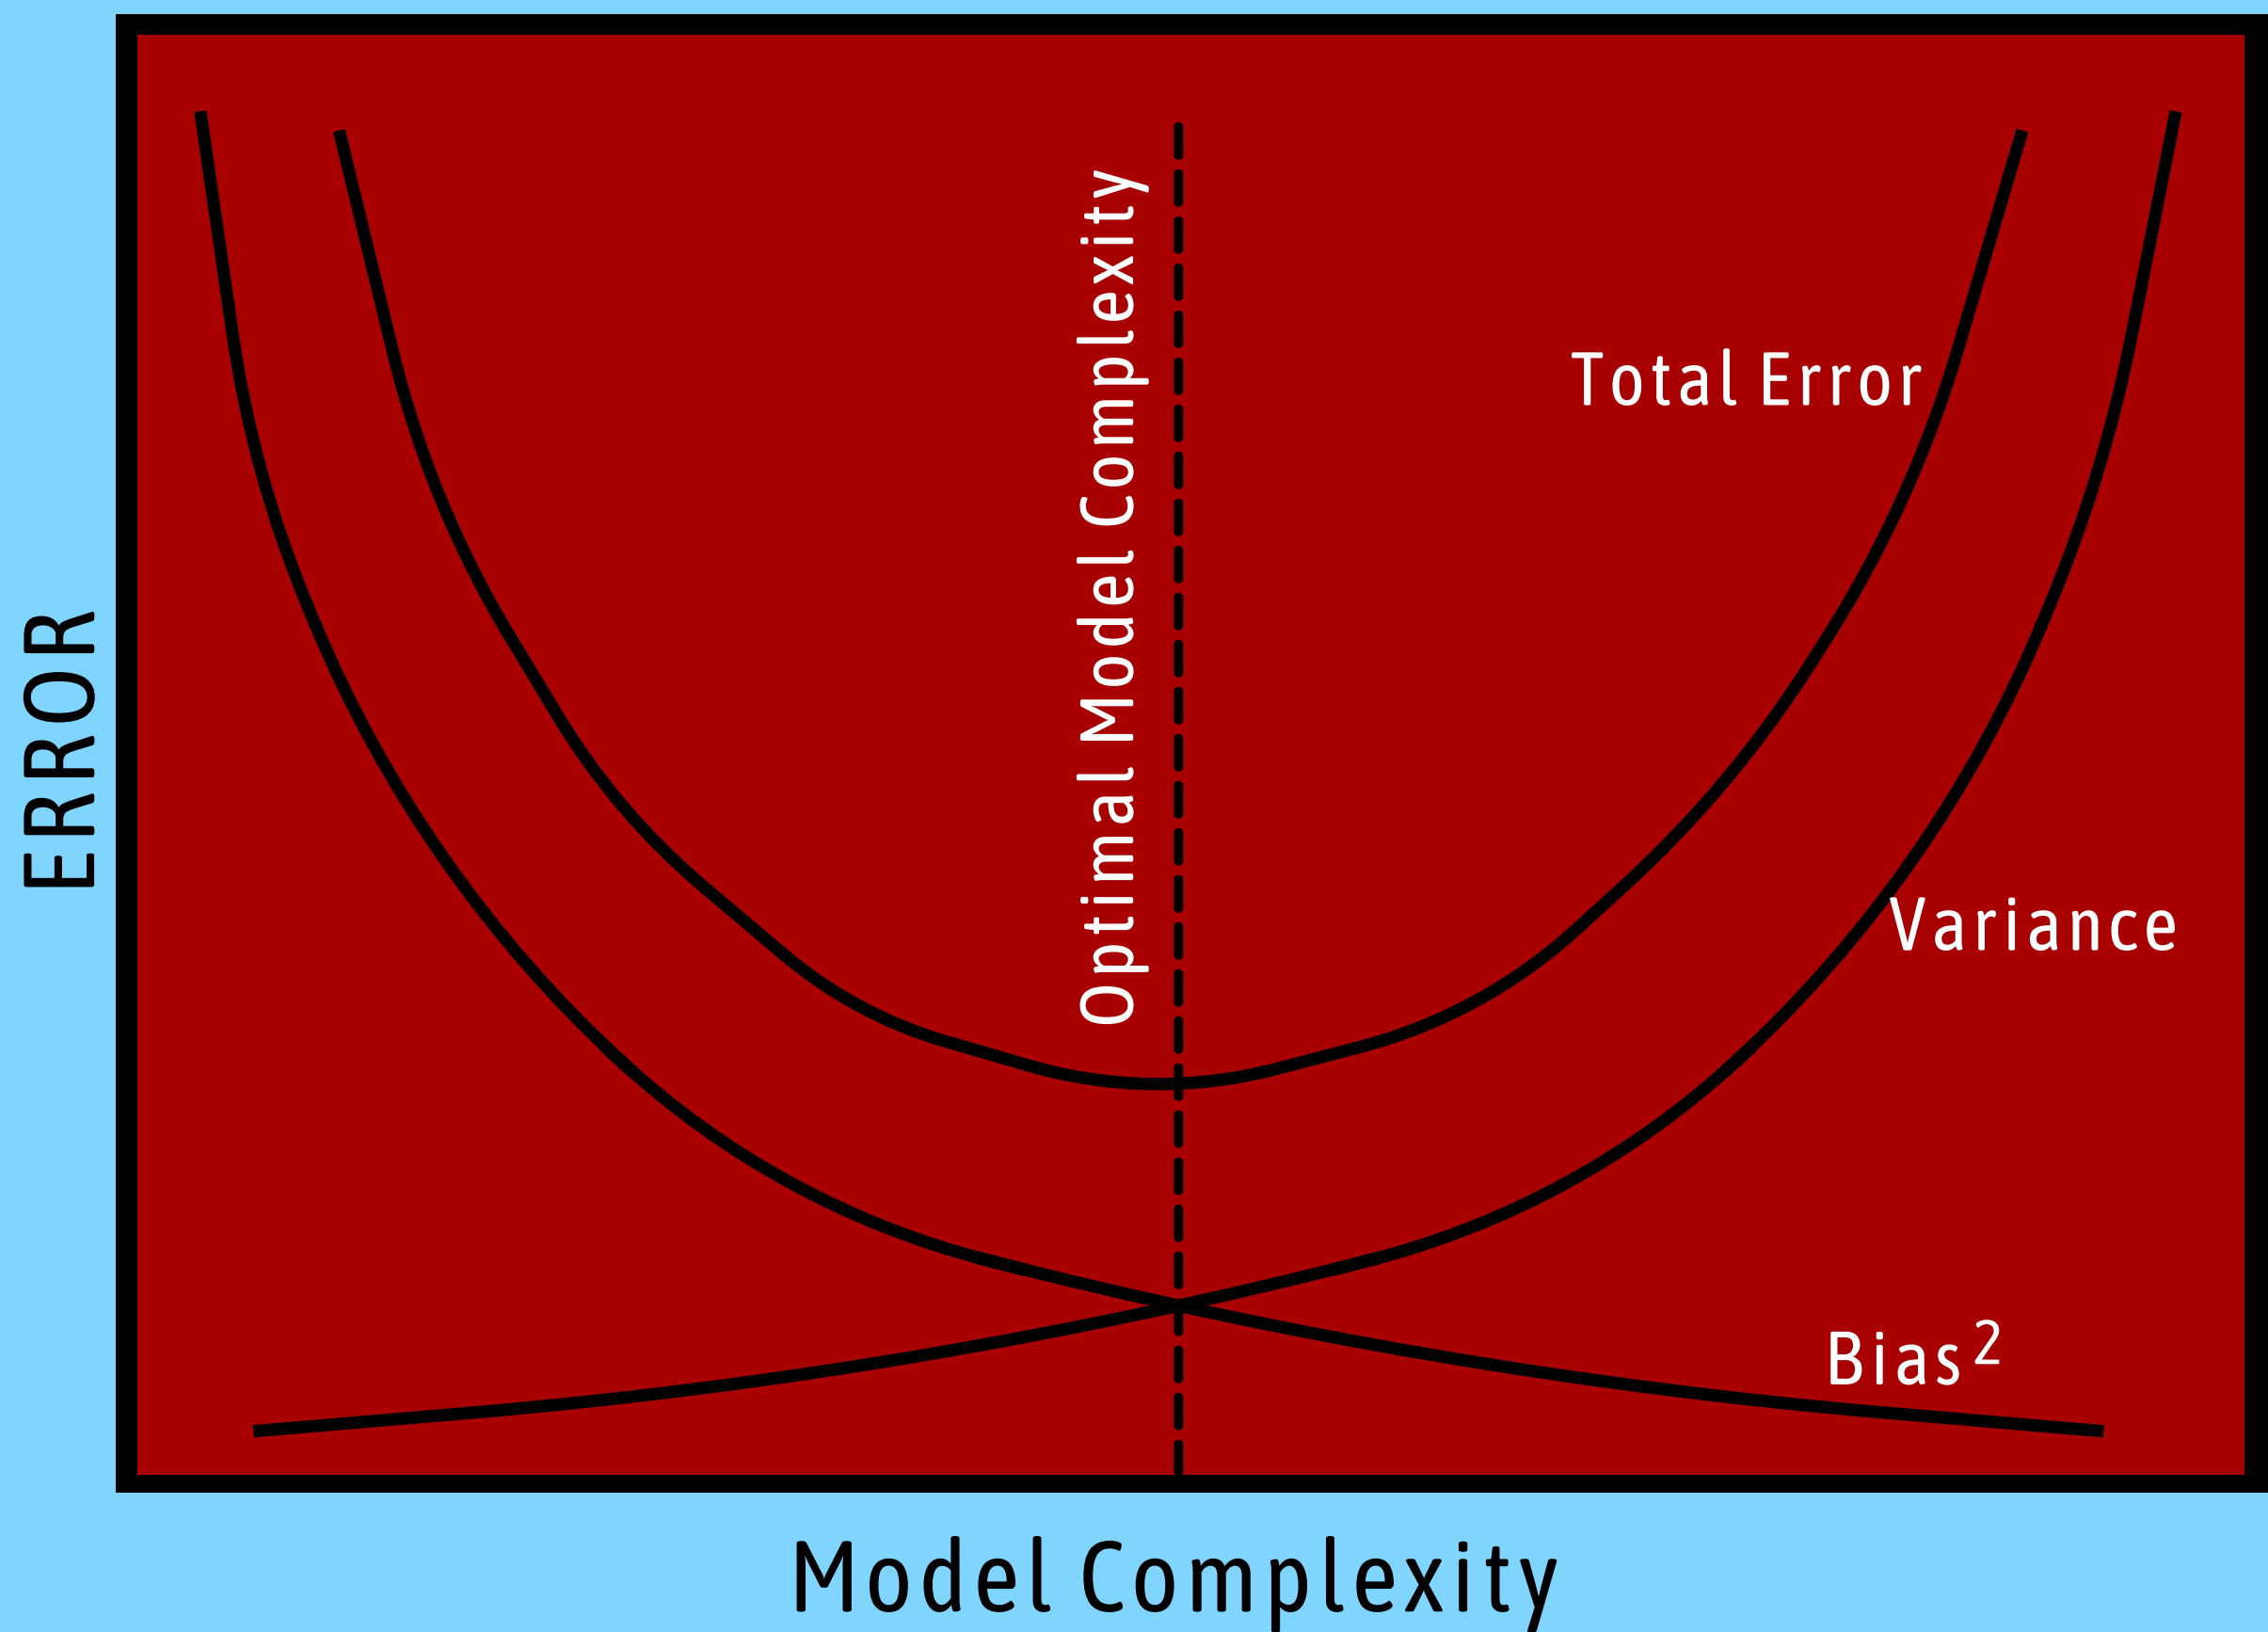 Optimal Model Complexity
Total Error
ERROR
Variance
Bias²
Model Complexity